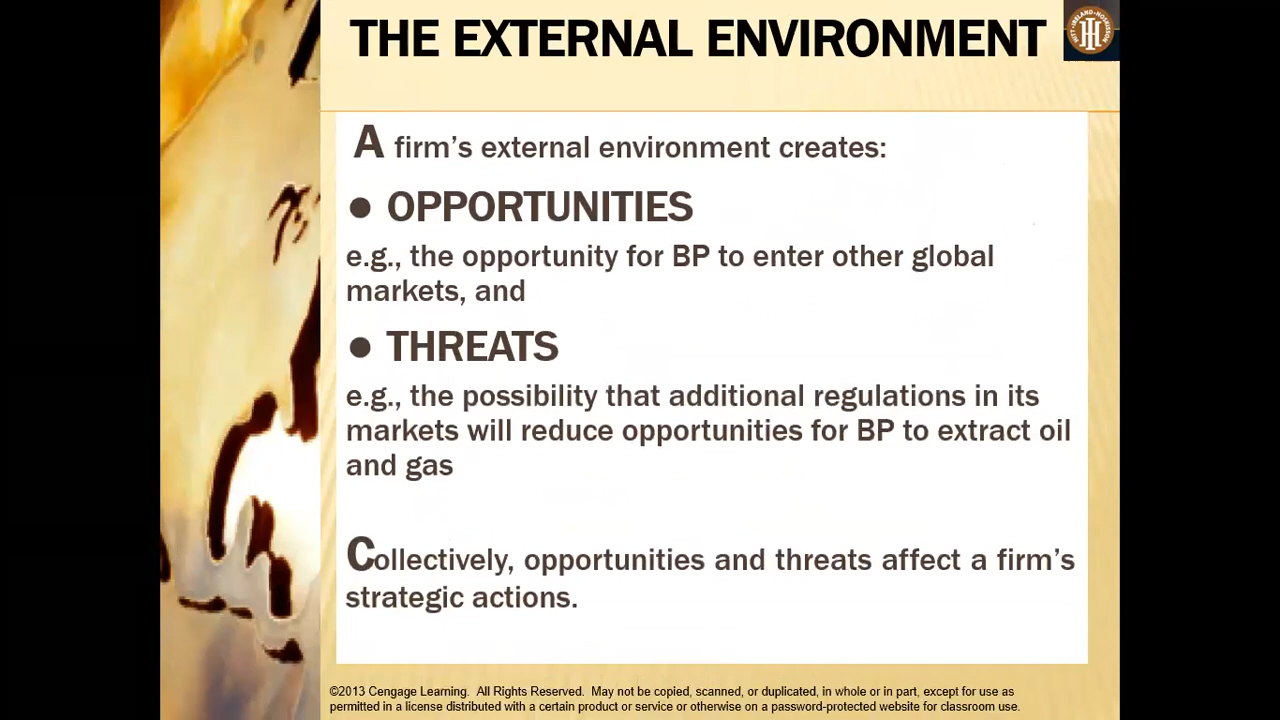 THE EXTERNAL ENVIRONMENT
HITT·IRELAND·HOSKISSON
A firm's external environment creates:
● OPPORTUNITIES
e.g., the opportunity for BP to enter other global
markets, and
● THREATS
e.g., the possibility that additional regulations in its
markets will reduce opportunities for BP to extract oil
and gas
Collectively, opportunities and threats affect a firm's
strategic actions.
©2013 Cengage Learning. All Rights Reserved. May not be copied, scanned, or duplicated, in whole or in part, except for use as
permitted in a license distributed with a certain product or service or otherwise on a password-protected website for classroom use.